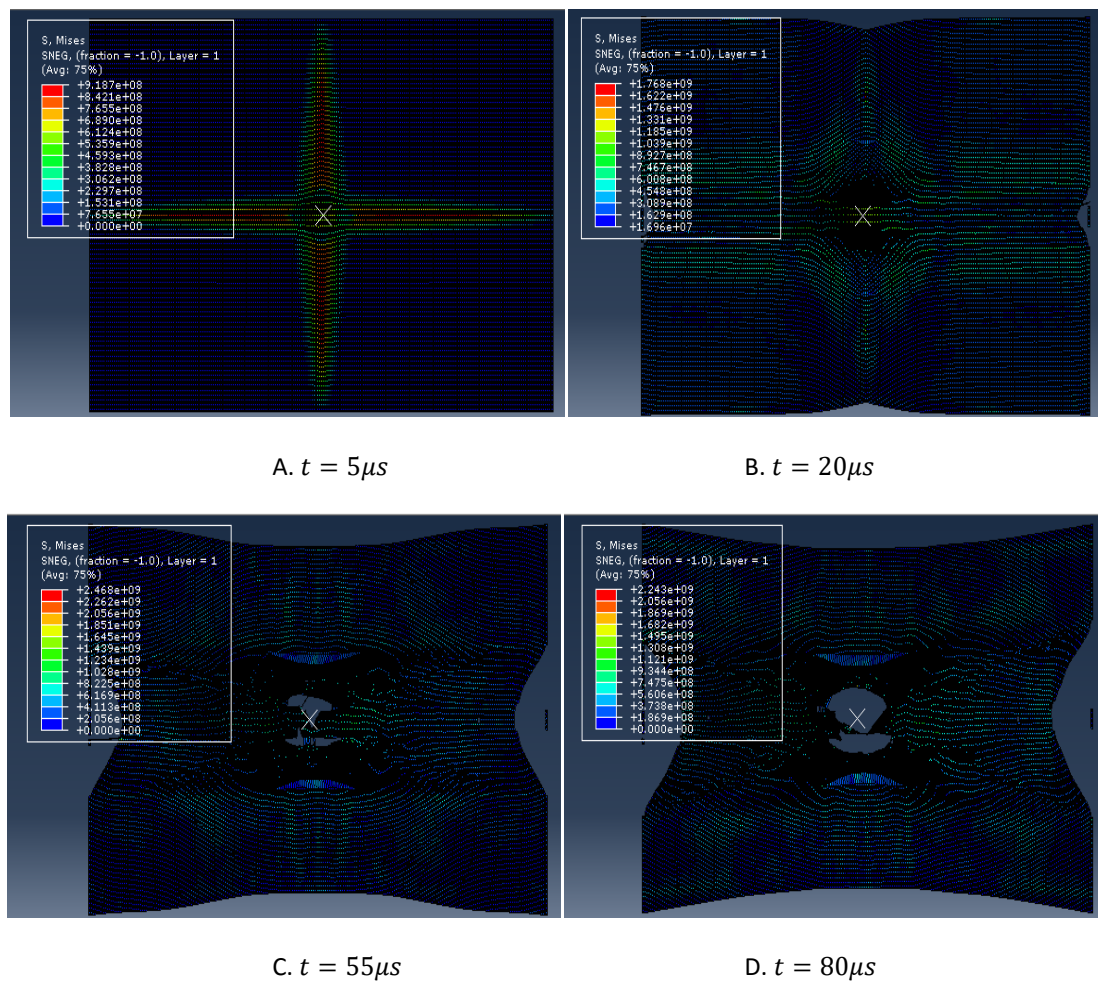 S, Mises
SNEG, (fraction = -1.0), Layer = 1
(Avg: 75%)
+9.187e+08
+8.421e+08
+7.655e+08
+6.890e+08
+6.124e+08
+5.359e+08
+4.593e+08
+3.828e+08
+3.062e+08
+2.297e+08
+1.531e+08
+7.655e+07
+0.000e+00
S, Mises
SNEG, (fraction = -1.0), Layer = 1
(Avg: 75%)
+1.768e+09
+1.622e+09
+1.476e+09
+1.331e+09
+1.185e+09
+1.039e+09
+8.927e+08
+7.467e+08
+6.008e+08
+4.548e+08
+3.089e+08
+1.629e+08
+1.696e+07
A. t = 5μs
B. t = 20μs
S, Mises
SNEG, (fraction = -1.0), Layer = 1
(Avg: 75%)
+2.468e+09
+2.262e+09
+2.056e+09
+1.851e+09
+1.645e+09
+1.439e+09
+1.234e+09
+1.028e+09
+8.225e+08
+6.169e+08
+4.113e+08
+2.056e+08
+0.000e+00
S, Mises
SNEG, (fraction = -1.0), Layer = 1
(Avg: 75%)
+2.243e+09
+2.056e+09
+1.869e+09
+1.682e+09
+1.495e+09
+1.308e+09
+1.121e+09
+9.344e+08
+7.475e+08
+5.606e+08
+3.738e+08
+1.869e+08
+0.000e+00
C. t = 55μs
D. t = 80μs